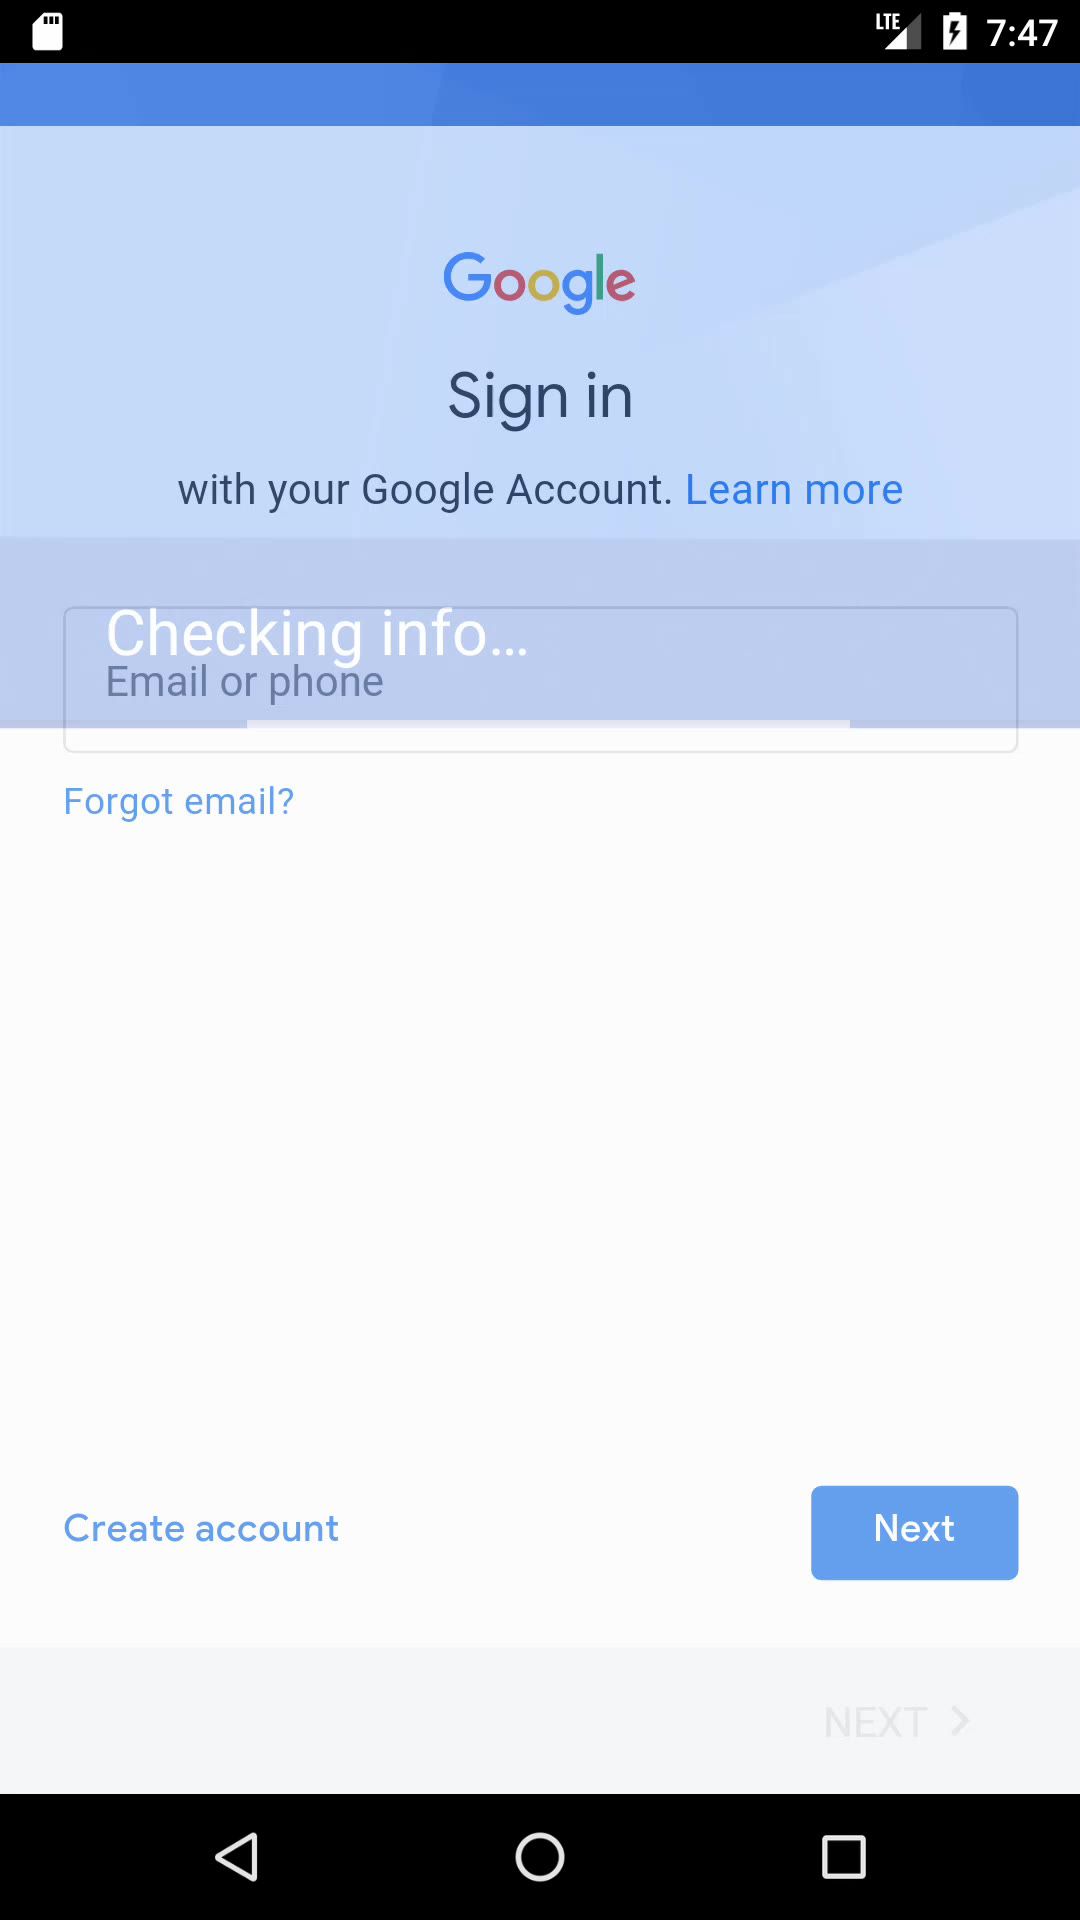 LTE 7:47
Google
Sign in
with your Google Account. Learn more
Checking info...
Email or phone
Forgot email?
Create account Next
NEXT